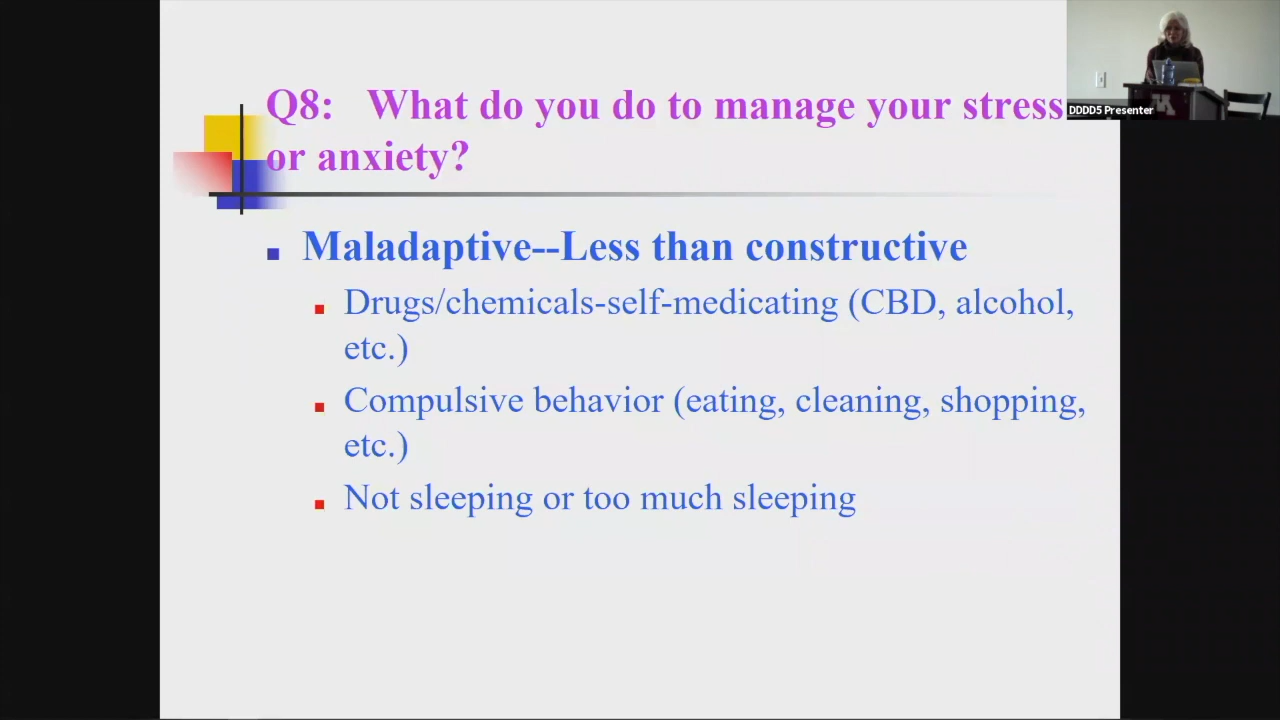 Q8: What do you do to manage your stress
or anxiety?
Maladaptive--Less than constructive
Drugs/chemicals-self-medicating (CBD, alcohol,
etc.)
Compulsive behavior (eating, cleaning, shopping,
etc.)
Not sleeping or too much sleeping
DDDD5 Presenter
M